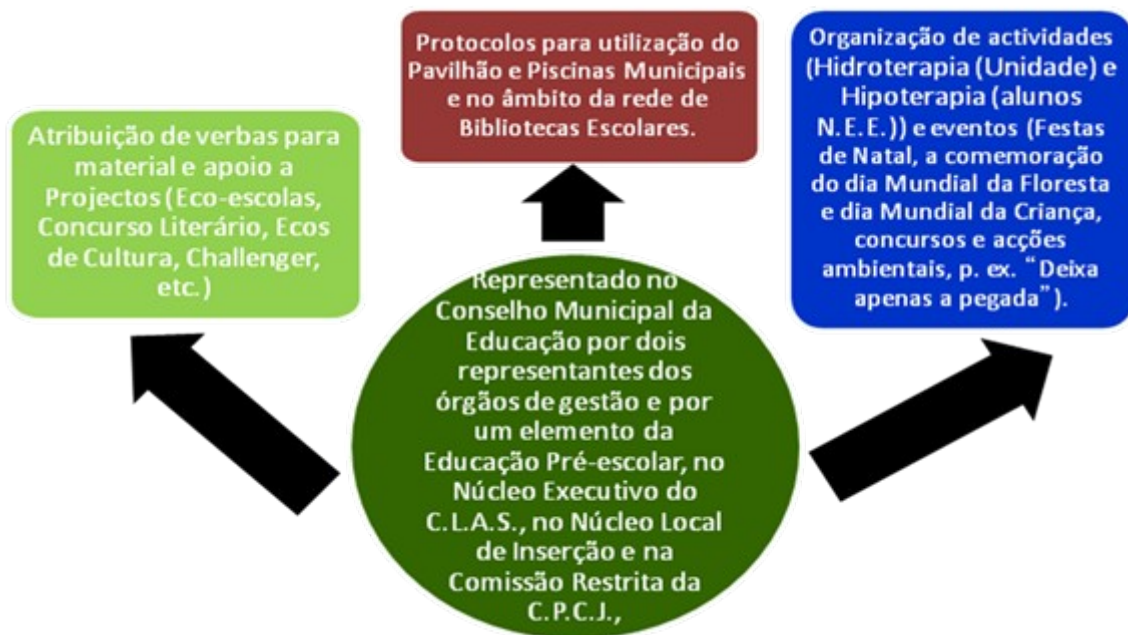 Atribuição de verbas para
material e apoio a
Projectos (Eco-escolas,
Concurso Literário, Ecos
de Cultura, Challenger,
etc.)
Protocolos para utilização do
Pavilhão e Piscinas Municipais
e no âmbito da rede de
Bibliotecas Escolares.
Organização de actividades
(Hidroterapia (Unidade) e
Hipoterapia (alunos
N.E.E.)) e eventos (Festas
de Natal, a comemoração
do dia Mundial da Floresta
e dia Mundial da Criança,
concursos e acções
ambientais, p. ex. “Deixa
apenas a pegada”).
Representado no
Conselho Municipal da
Educação por dois
representantes dos
órgãos de gestão e por
um elemento da
Educação Pré-escolar, no
Núcleo Executivo do
C.L.A.S., no Núcleo Local
de Inserção e na
Comissão Restrita da
C.P.C.J.,